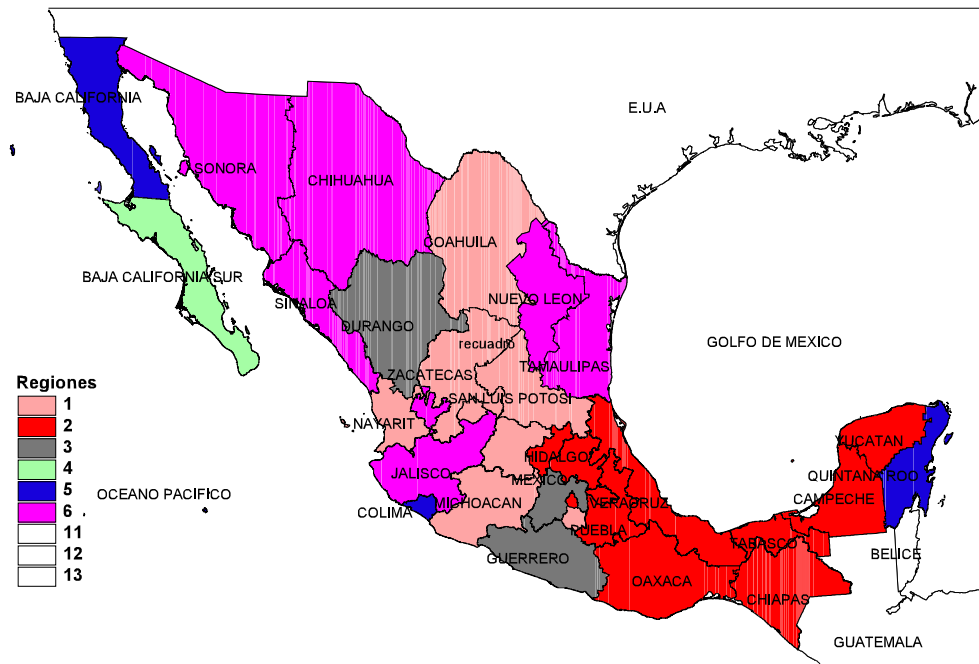 E.U.A
BAJA CALIFORNIA
SONORA
CHIHUAHUA
COAHUILA
BAJA CALIFORNIA SUR
SINALOA
NUEVO LEON
DURANGO
recuadro
GOLFO DE MEXICO
TAMAULIPAS
ZACATECAS
SAN LUIS POTOSI
NAYARIT
YUCATAN
HIDALGO
JALISCO
MEXICO
QUINTANA ROO
CAMPECHE
OCEANO PACIFICO
MICHOACAN
VERACRUZ
COLIMA
PUEBLA
TABASCO
BELICE
GUERRERO
OAXACA
CHIAPAS
GUATEMALA
Regiones
1
2
3
4
5
6
11
12
13